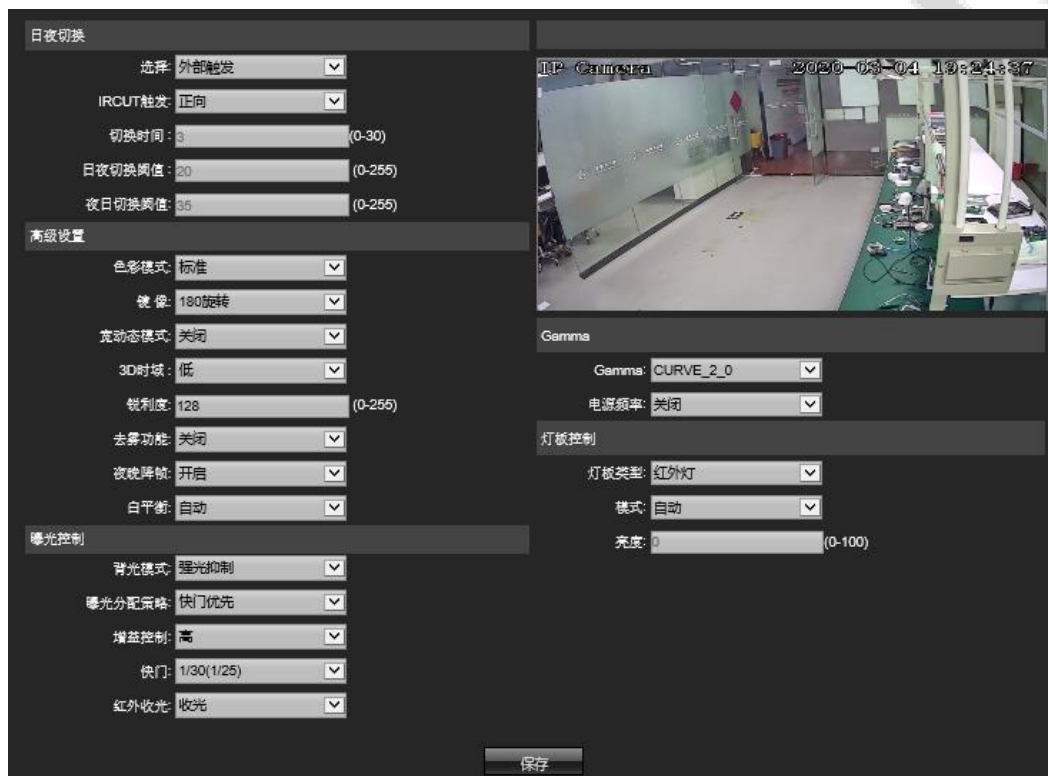 日夜切换
选择: 外部触发
IRCUT触发: 正向
切换时间: 3 (0-30)
日夜切换阈值: 20 (0-255)
夜日切换阈值: 35 (0-255)
高级设置
色彩模式: 标准
镜 像: 180旋转
宽动态模式: 关闭
3D时域: 低
锐利度: 128 (0-255)
去雾功能: 关闭
夜晚降帧: 开启
白平衡: 自动
曝光控制
背光模式: 强光抑制
曝光分配策略: 快门优先
增益控制: 高
快门: 1/30(1/25)
红外收光: 收光
IP Camera 2020-03-04 19:24:37
Gamma
Gamma: CURVE_2_0
电源频率: 关闭
灯板控制
灯板类型: 红外灯
模式: 自动
亮度: 0 (0-100)
保存